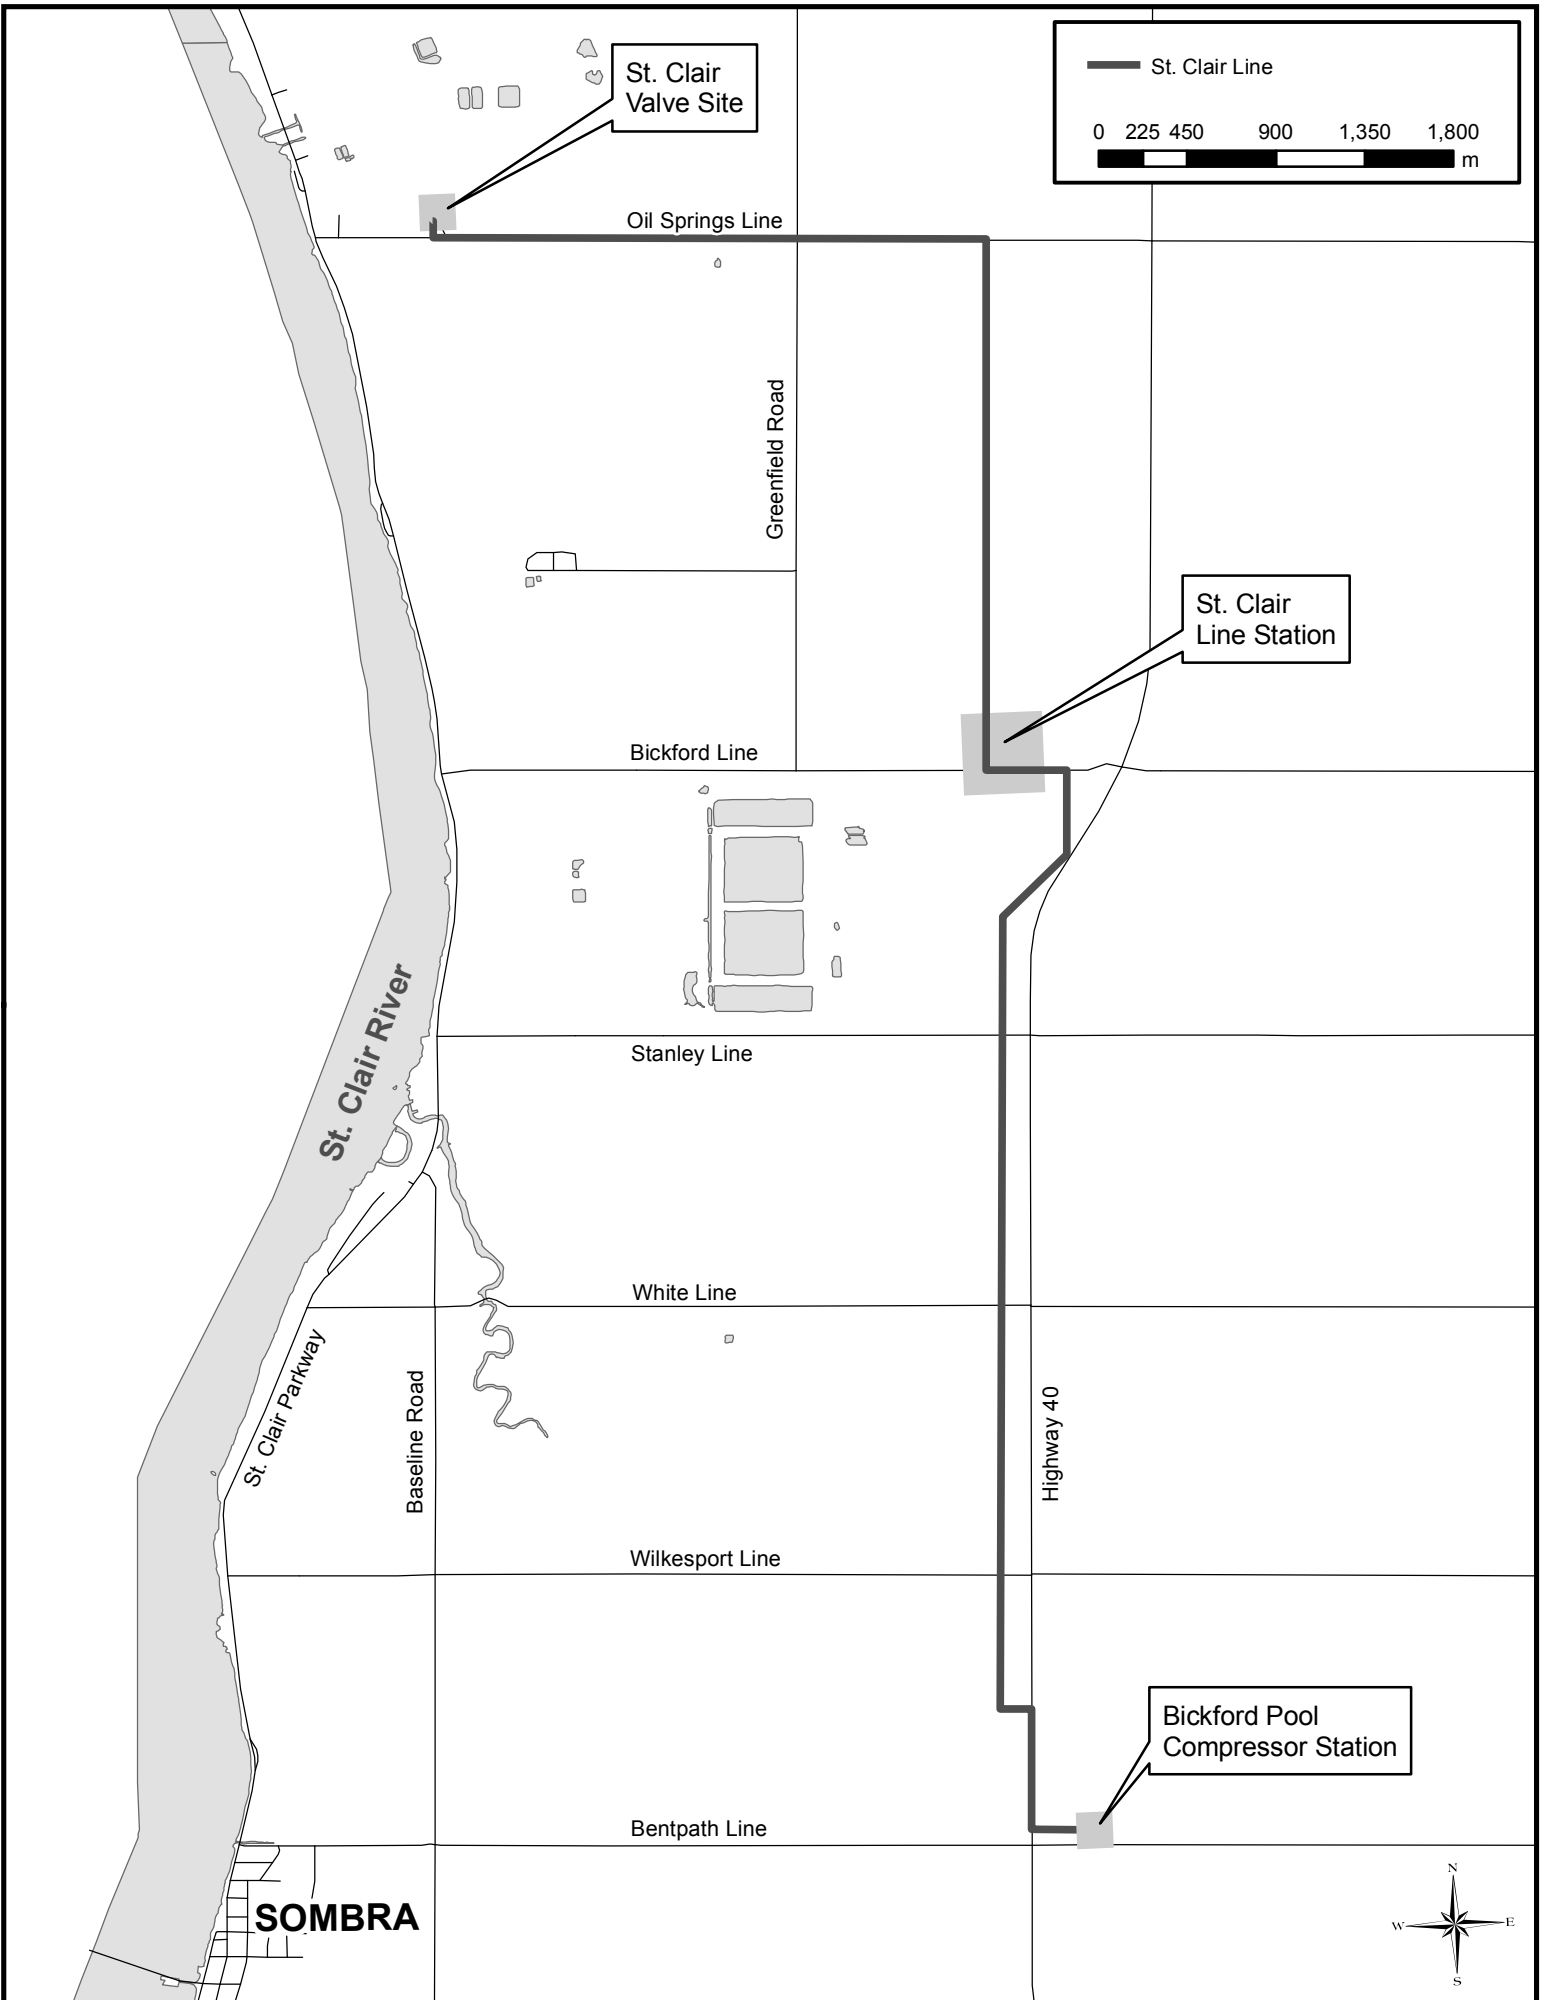 St. Clair
Valve Site
St. Clair Line
0 225 450 900 1,350 1,800
m
Oil Springs Line
Greenfield Road
St. Clair
Line Station
Bickford Line
St. Clair River
Stanley Line
White Line
St. Clair Parkway
Baseline Road
Highway 40
Wilkesport Line
Bickford Pool
Compressor Station
Bentpath Line
SOMBRA
N
W E
S